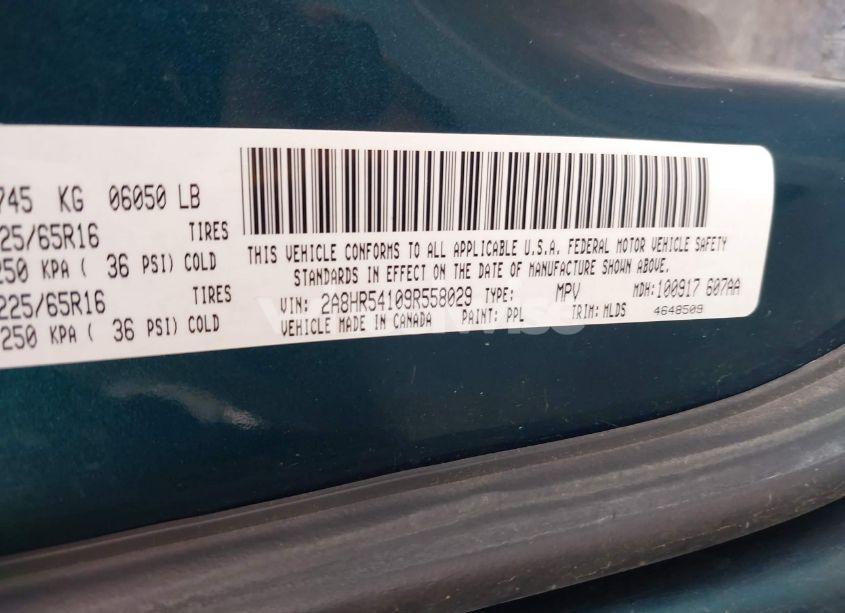 745 KG 06050 LB
25/65R16 TIRES
250 KPA ( 36 PSI) COLD
225/65R16 TIRES
250 KPA ( 36 PSI) COLD
THIS VEHICLE CONFORMS TO ALL APPLICABLE U.S.A. FEDERAL MOTOR VEHICLE SAFETY
STANDARDS IN EFFECT ON THE DATE OF MANUFACTURE SHOWN ABOVE.
VIN: 2A8HR54109R558029 TYPE: MPV MDH: 100917 607AA
VEHICLE MADE IN CANADA PAINT: PPL TRIM: MLDS 4648509